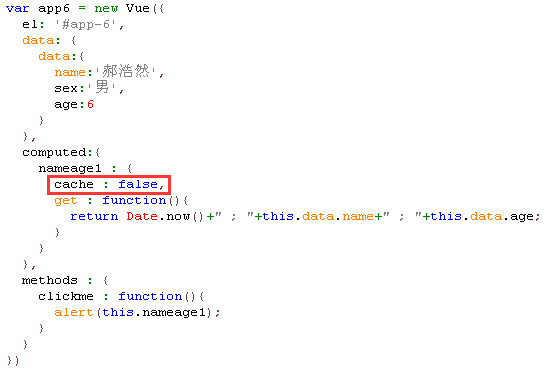 var app6 = new Vue({
  el: '#app-6',
  data: {
    data:{
      name:'郝浩然',
      sex:'男',
      age:6
    }
  },
  computed:{
    nameage1 : {
      cache : false,
      get : function(){
        return Date.now()+" ; "+this.data.name+" ; "+this.data.age;
      }
    }
  },
  methods : {
    clickme : function(){
      alert(this.nameage1);
    }
  }
})